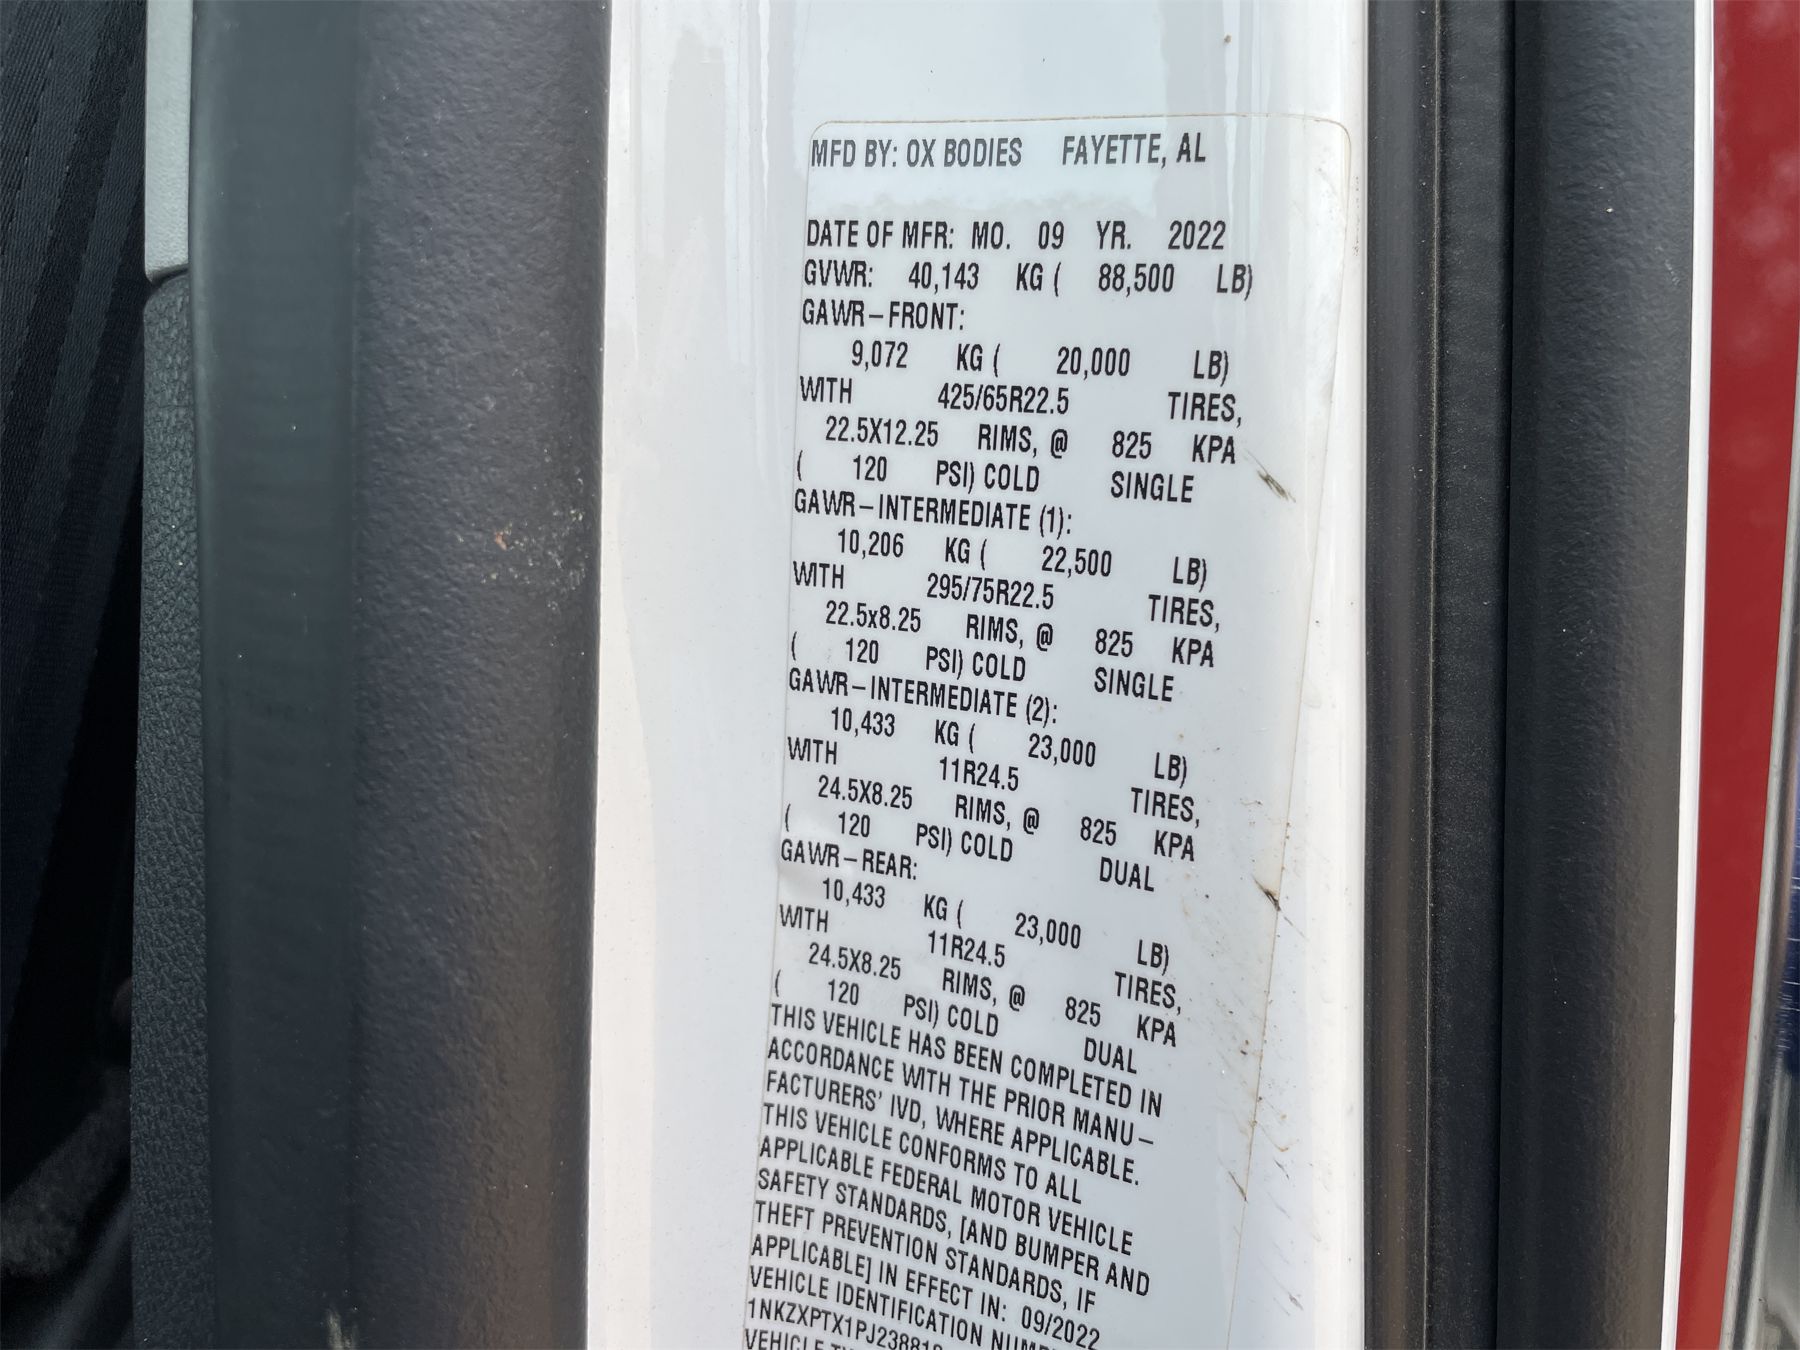 MFD BY: OX BODIES FAYETTE, AL
DATE OF MFR: MO. 09 YR. 2022
GVWR: 40,143 KG ( 88,500 LB)
GAWR–FRONT:
9,072 KG ( 20,000 LB)
WITH 425/65R22.5 TIRES,
22.5X12.25 RIMS, @ 825 KPA
( 120 PSI) COLD SINGLE
GAWR–INTERMEDIATE (1):
10,206 KG ( 22,500 LB)
WITH 295/75R22.5 TIRES,
22.5x8.25 RIMS, @ 825 KPA
( 120 PSI) COLD SINGLE
GAWR–INTERMEDIATE (2):
10,433 KG ( 23,000 LB)
WITH 11R24.5 TIRES,
24.5X8.25 RIMS, @ 825 KPA
( 120 PSI) COLD DUAL
GAWR–REAR:
10,433 KG ( 23,000 LB)
WITH 11R24.5 TIRES,
24.5X8.25 RIMS, @ 825 KPA
( 120 PSI) COLD DUAL
THIS VEHICLE HAS BEEN COMPLETED IN
ACCORDANCE WITH THE PRIOR MANU–
FACTURERS' IVD, WHERE APPLICABLE.
THIS VEHICLE CONFORMS TO ALL
APPLICABLE FEDERAL MOTOR VEHICLE
SAFETY STANDARDS, [AND BUMPER AND
THEFT PREVENTION STANDARDS, IF
APPLICABLE] IN EFFECT IN: 09/2022
VEHICLE IDENTIFICATION
VEHICLE